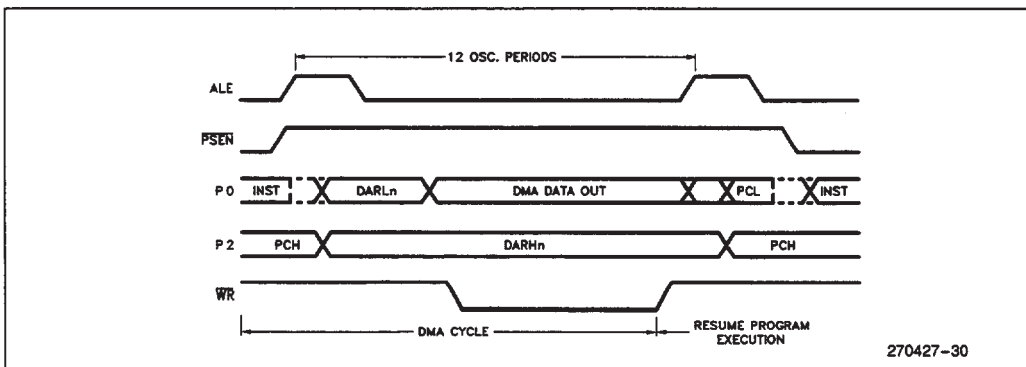 12 OSC. PERIODS
ALE
PSEN
P0 INST DARLn DMA DATA OUT PCL INST
P2 PCH DARHn PCH
WR
DMA CYCLE
RESUME PROGRAM
EXECUTION
270427-30